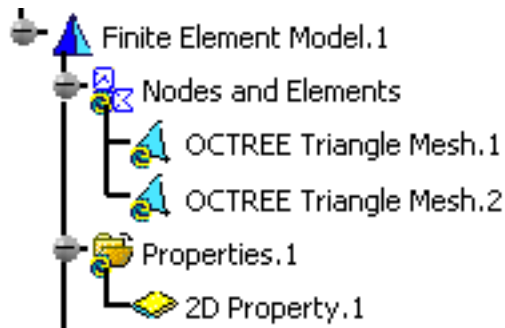 Finite Element Model.1
Nodes and Elements
OCTREE Triangle Mesh.1
OCTREE Triangle Mesh.2
Properties.1
2D Property.1